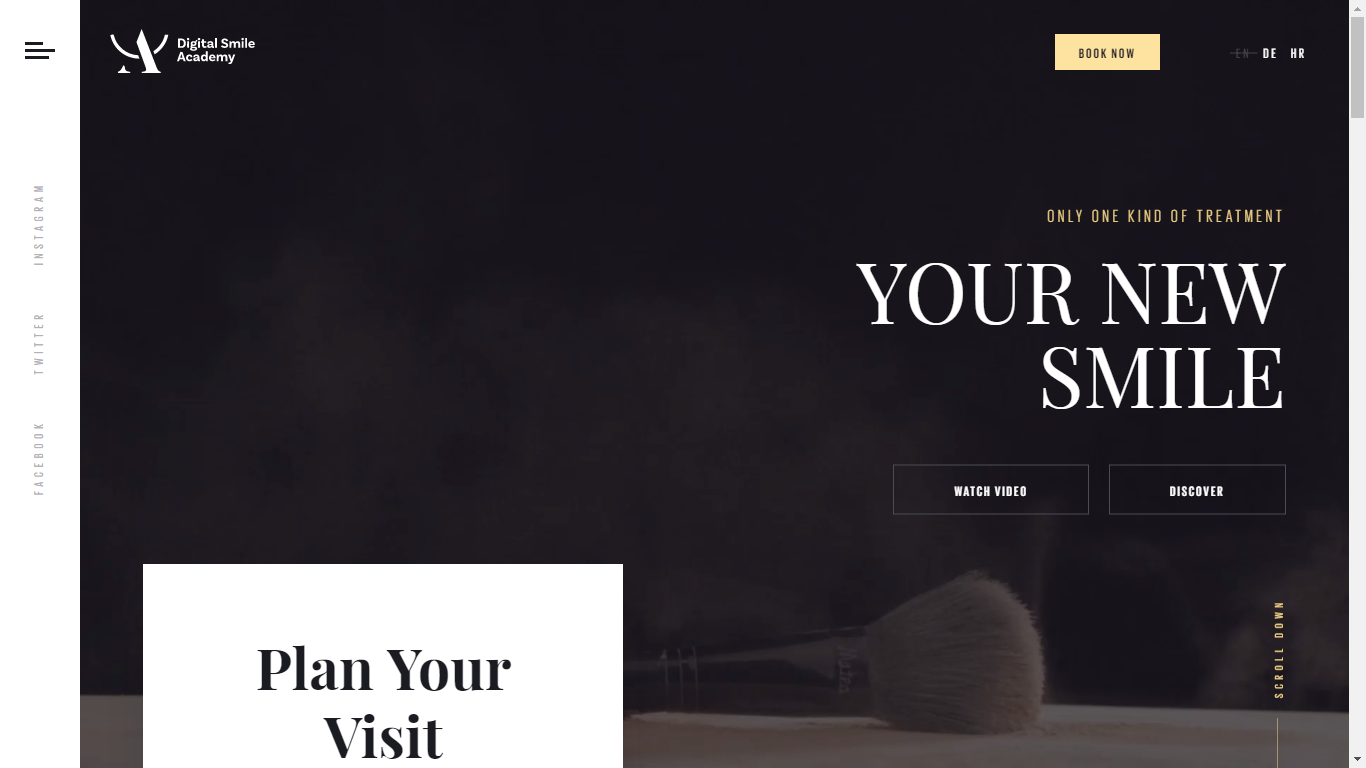 Digital Smile
Academy
BOOK NOW
EN DE HR
INSTAGRAM
TWITTER
FACEBOOK
ONLY ONE KIND OF TREATMENT
YOUR NEW
SMILE
WATCH VIDEO
DISCOVER
SCROLL DOWN
Plan Your
Visit